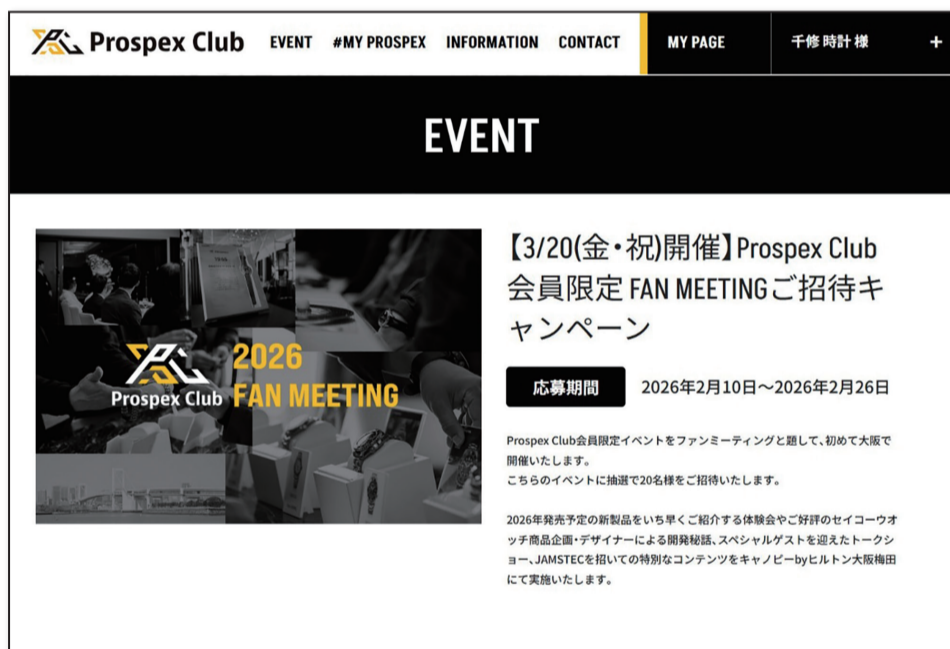 Prospex Club EVENT #MY PROSPEX INFORMATION CONTACT MY PAGE 千修 時計 様 +
EVENT
Prospex Club
2026
FAN MEETING
【3/20(金・祝)開催】Prospex Club
会員限定 FAN MEETINGご招待キ
ャンペーン
応募期間 2026年2月10日～2026年2月26日
Prospex Club会員限定イベントをファンミーティングと題して、初めて大阪で
開催いたします。
こちらのイベントに抽選で20名様をご招待いたします。
2026年発売予定の新製品をいち早くご紹介する体験会やご好評のセイコーウオ
ッチ商品企画・デザイナーによる開発秘話、スペシャルゲストを迎えたトークシ
ョー、JAMSTECを招いての特別なコンテンツをキャノピーbyヒルトン大阪梅田
にて実施いたします。